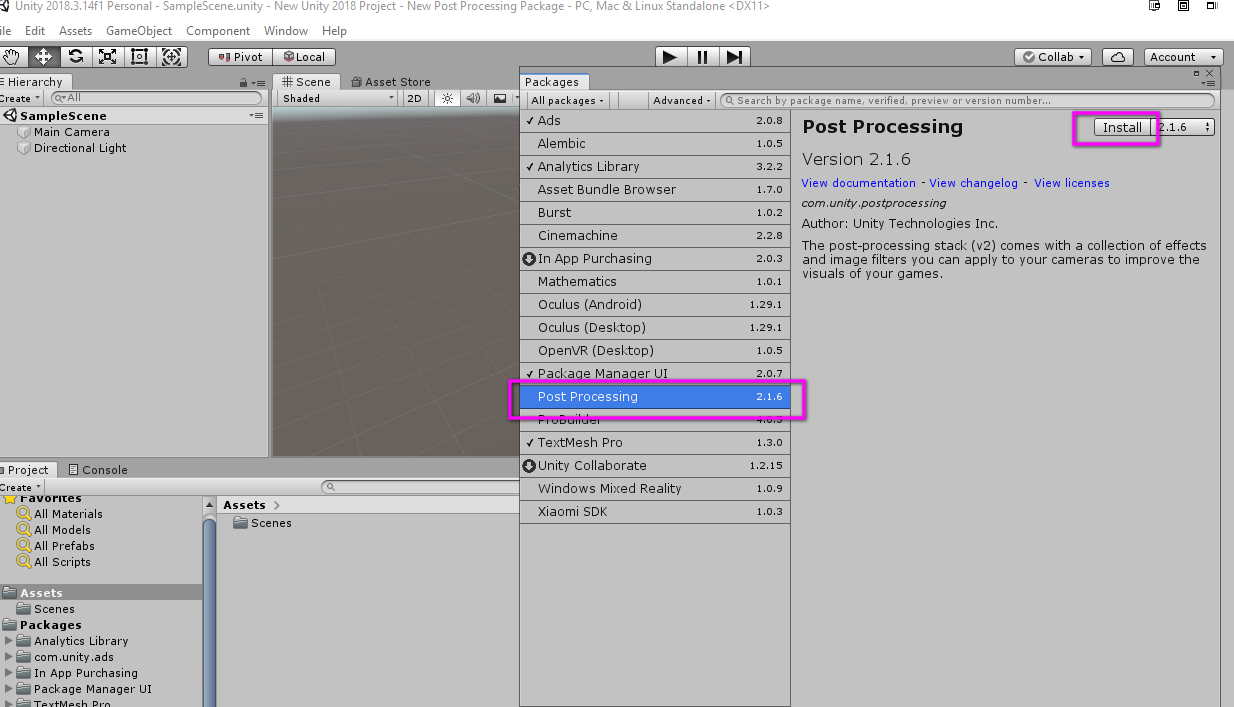 Unity 2018.3.14f1 Personal - SampleScene.unity - New Unity 2018 Project - New Post Processing Package - PC, Mac & Linux Standalone <DX11>
ile Edit Assets GameObject Component Window Help
Pivot Local Collab Account
Hierarchy
Create All
SampleScene
Main Camera
Directional Light
Scene Asset Store
Shaded 2D
Packages
All packages Advanced Search by package name, verified, preview or version number...
✓ Ads 2.0.8
Alembic 1.0.5
✓ Analytics Library 3.2.2
Asset Bundle Browser 1.7.0
Burst 1.0.2
Cinemachine 2.2.8
In App Purchasing 2.0.3
Mathematics 1.0.1
Oculus (Android) 1.29.1
Oculus (Desktop) 1.29.1
OpenVR (Desktop) 1.0.5
✓ Package Manager UI 2.0.7
Post Processing 2.1.6
ProBuilder
✓ TextMesh Pro 1.3.0
Unity Collaborate 1.2.15
Windows Mixed Reality 1.0.9
Xiaomi SDK 1.0.3
Post Processing Install 2.1.6
Version 2.1.6
View documentation - View changelog - View licenses
com.unity.postprocessing
Author: Unity Technologies Inc.
The post-processing stack (v2) comes with a collection of effects
and image filters you can apply to your cameras to improve the
visuals of your games.
Project Console
Create
Favorites
All Materials
All Models
All Prefabs
All Scripts
Assets
Scenes
Packages
Analytics Library
com.unity.ads
In App Purchasing
Package Manager UI
TextMesh Pro
Assets
Scenes